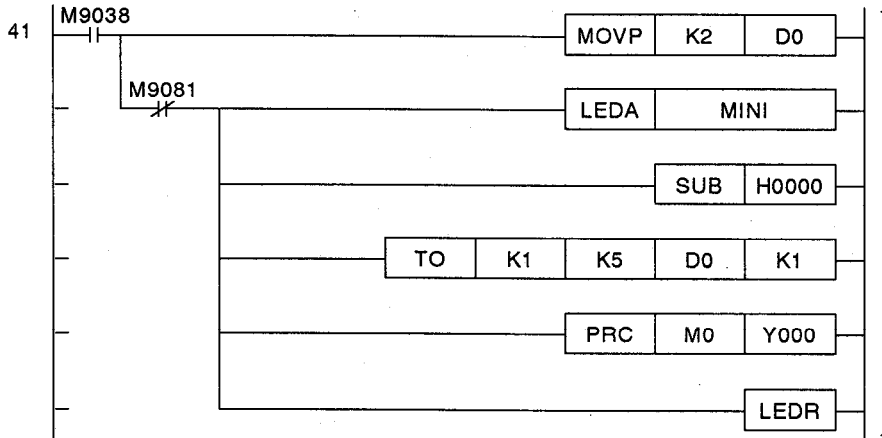 M9038
41 MOVP K2 D0
M9081
LEDA MINI
SUB H0000
TO K1 K5 D0 K1
PRC M0 Y000
LEDR